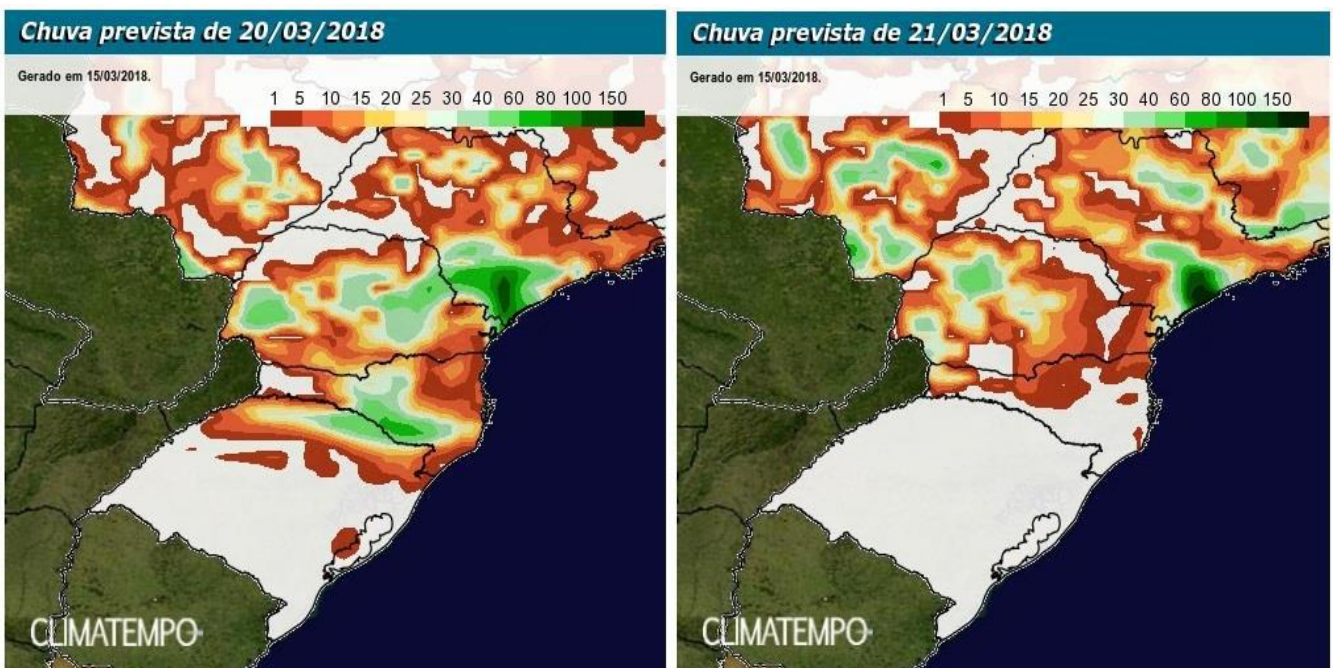 Chuva prevista de 20/03/2018
Gerado em 15/03/2018.
1 5 10 15 20 25 30 40 60 80 100 150
CLIMATEMPO
Chuva prevista de 21/03/2018
Gerado em 15/03/2018.
1 5 10 15 20 25 30 40 60 80 100 150
CLIMATEMPO